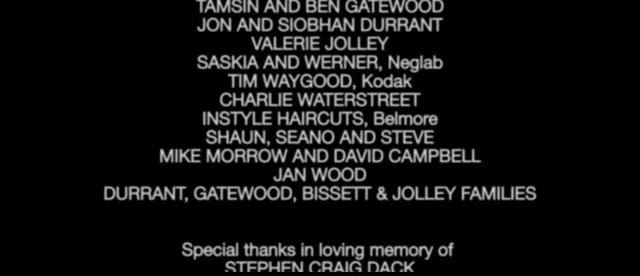 TAMSIN AND BEN GATEWOOD
JON AND SIOBHAN DURRANT
VALERIE JOLLEY
SASKIA AND WERNER, Neglab
TIM WAYGOOD, Kodak
CHARLIE WATERSTREET
INSTYLE HAIRCUTS, Belmore
SHAUN, SEANO AND STEVE
MIKE MORROW AND DAVID CAMPBELL
JAN WOOD
DURRANT, GATEWOOD, BISSETT & JOLLEY FAMILIES
Special thanks in loving memory of
STEPHEN CRAIG DACK